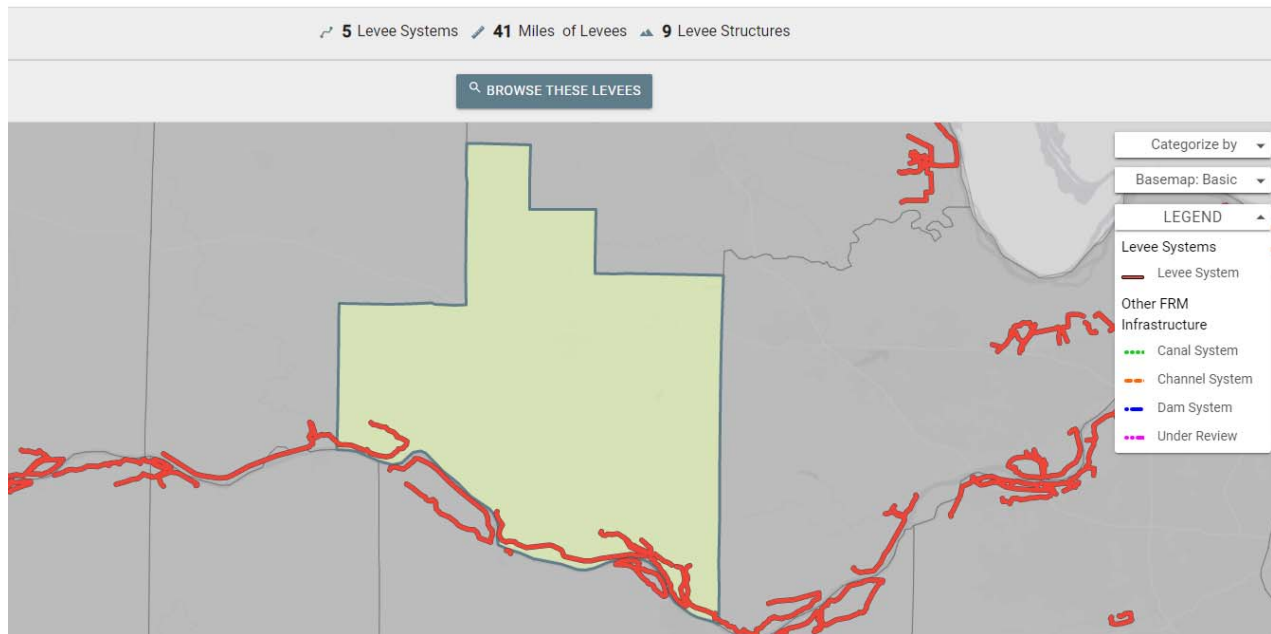 5 Levee Systems 41 Miles of Levees 9 Levee Structures
BROWSE THESE LEVEES
Categorize by
Basemap: Basic
LEGEND
Levee Systems
Levee System
Other FRM
Infrastructure
Canal System
Channel System
Dam System
Under Review